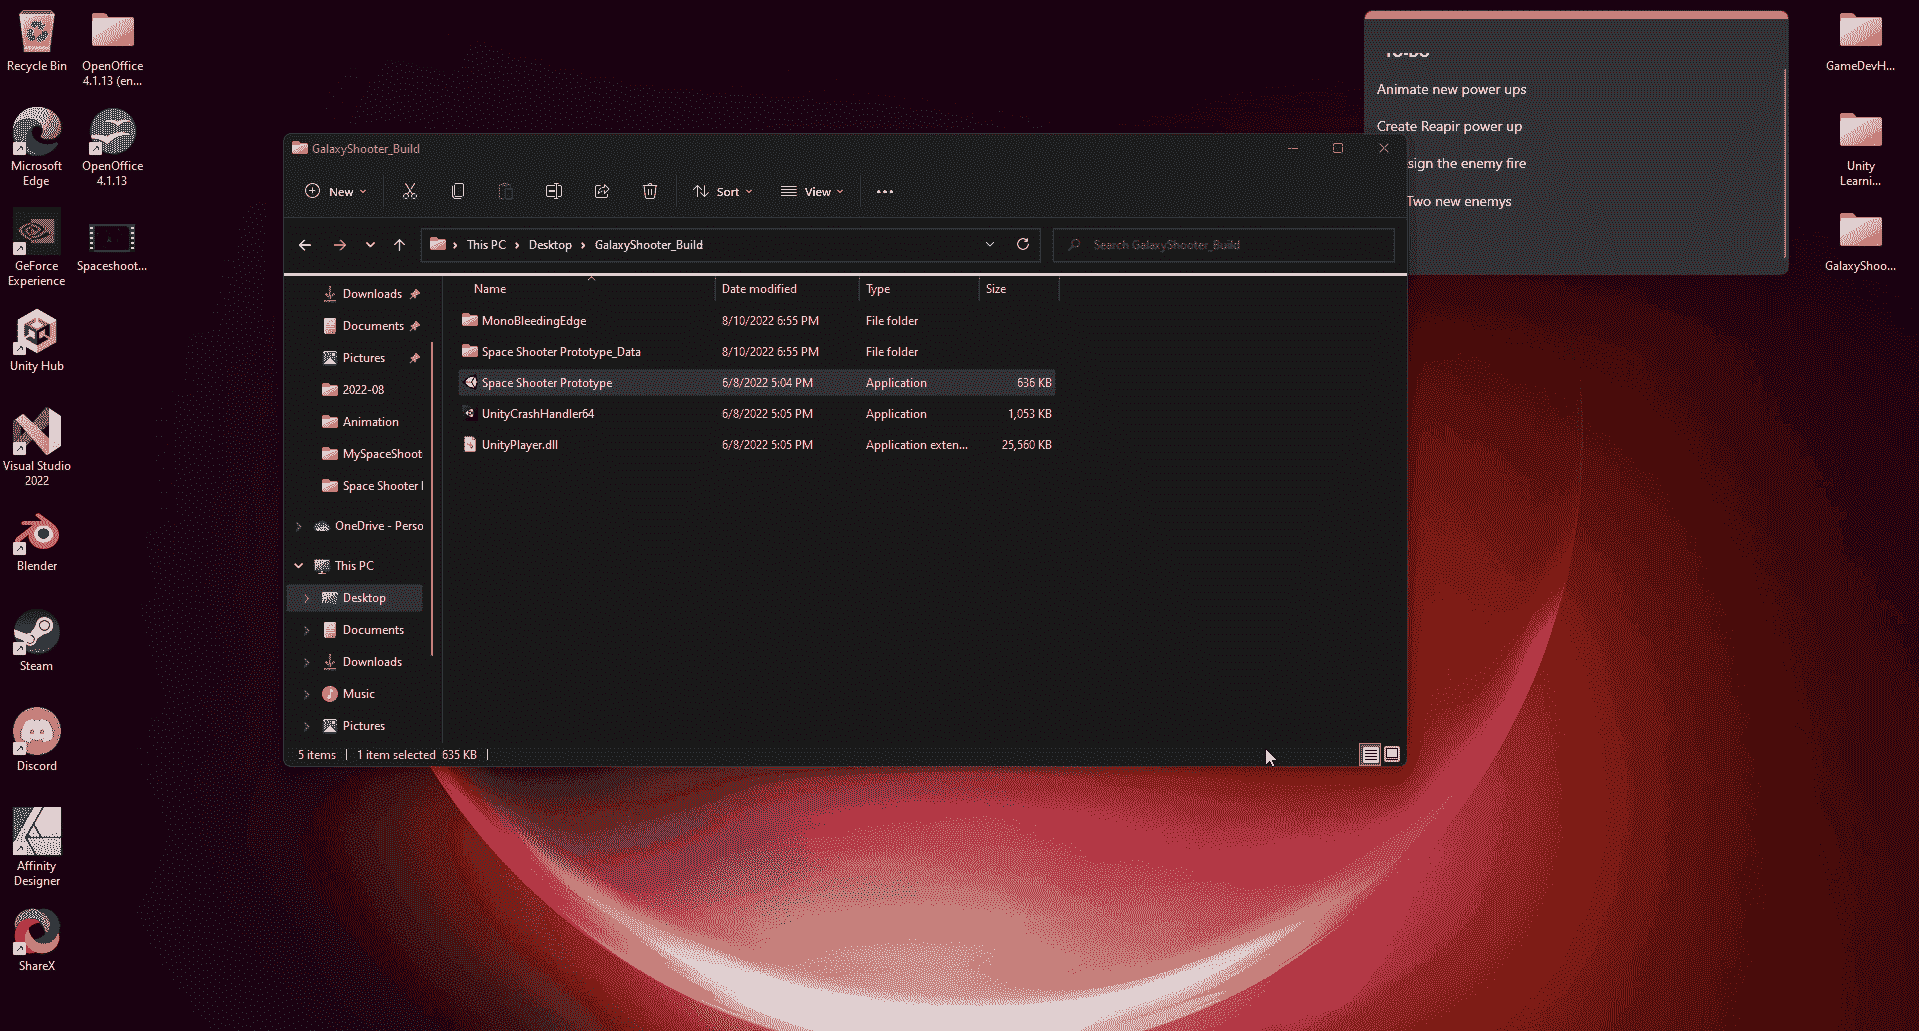 Recycle Bin
OpenOffice
4.1.13 (en...
Microsoft
Edge
OpenOffice
4.1.13
GeForce
Experience
Spaceshoot...
Unity Hub
Visual Studio
2022
Blender
Steam
Discord
Affinity
Designer
ShareX
TO-DO
Animate new power ups
Create Reapir power up
sign the enemy fire
Two new enemys
GameDevH...
Unity
Learni...
GalaxyShoo...
GalaxyShooter_Build
New
Sort
View
This PC
Desktop
GalaxyShooter_Build
Search GalaxyShooter_Build
Downloads
Documents
Pictures
2022-08
Animation
MySpaceShoot
Space Shooter
OneDrive - Perso
This PC
Desktop
Documents
Downloads
Music
Pictures
Name Date modified Type Size
MonoBleedingEdge 8/10/2022 6:55 PM File folder
Space Shooter Prototype_Data 8/10/2022 6:55 PM File folder
Space Shooter Prototype 6/8/2022 5:04 PM Application 636 KB
UnityCrashHandler64 6/8/2022 5:05 PM Application 1,053 KB
UnityPlayer.dll 6/8/2022 5:05 PM Application exten... 25,560 KB
5 items 1 item selected 635 KB